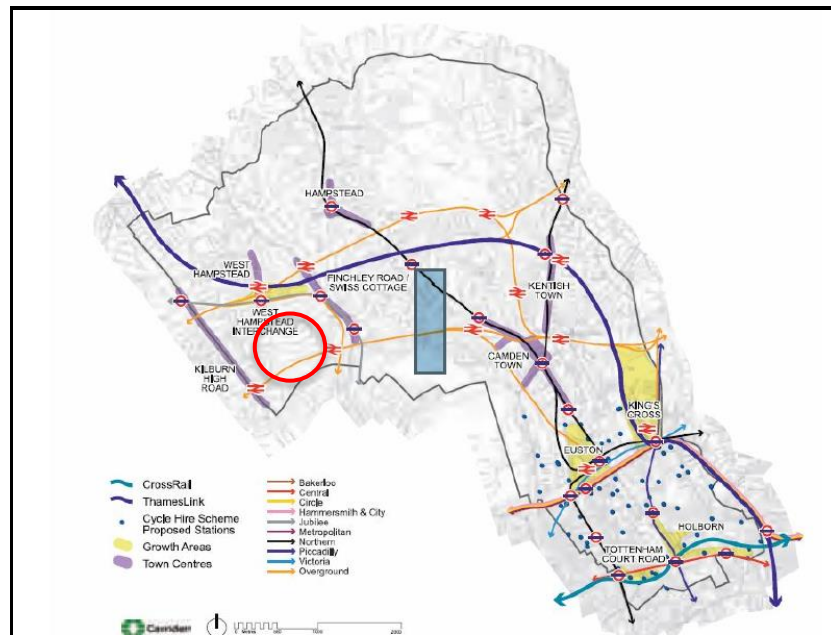 HAMPSTEAD
WEST
HAMPSTEAD
FINCHLEY ROAD /
SWISS COTTAGE
KENTISH
TOWN
WEST
HAMPSTEAD
INTERCHANGE
CAMDEN
TOWN
KILBURN
HIGH
ROAD
KING'S
CROSS
EUSTON
HOLBORN
TOTTENHAM
COURT ROAD
CrossRail
ThamesLink
Cycle Hire Scheme
Proposed Stations
Growth Areas
Town Centres
Bakerloo
Central
Circle
Hammersmith & City
Jubilee
Metropolitan
Northern
Piccadilly
Victoria
Overground
Camden
0